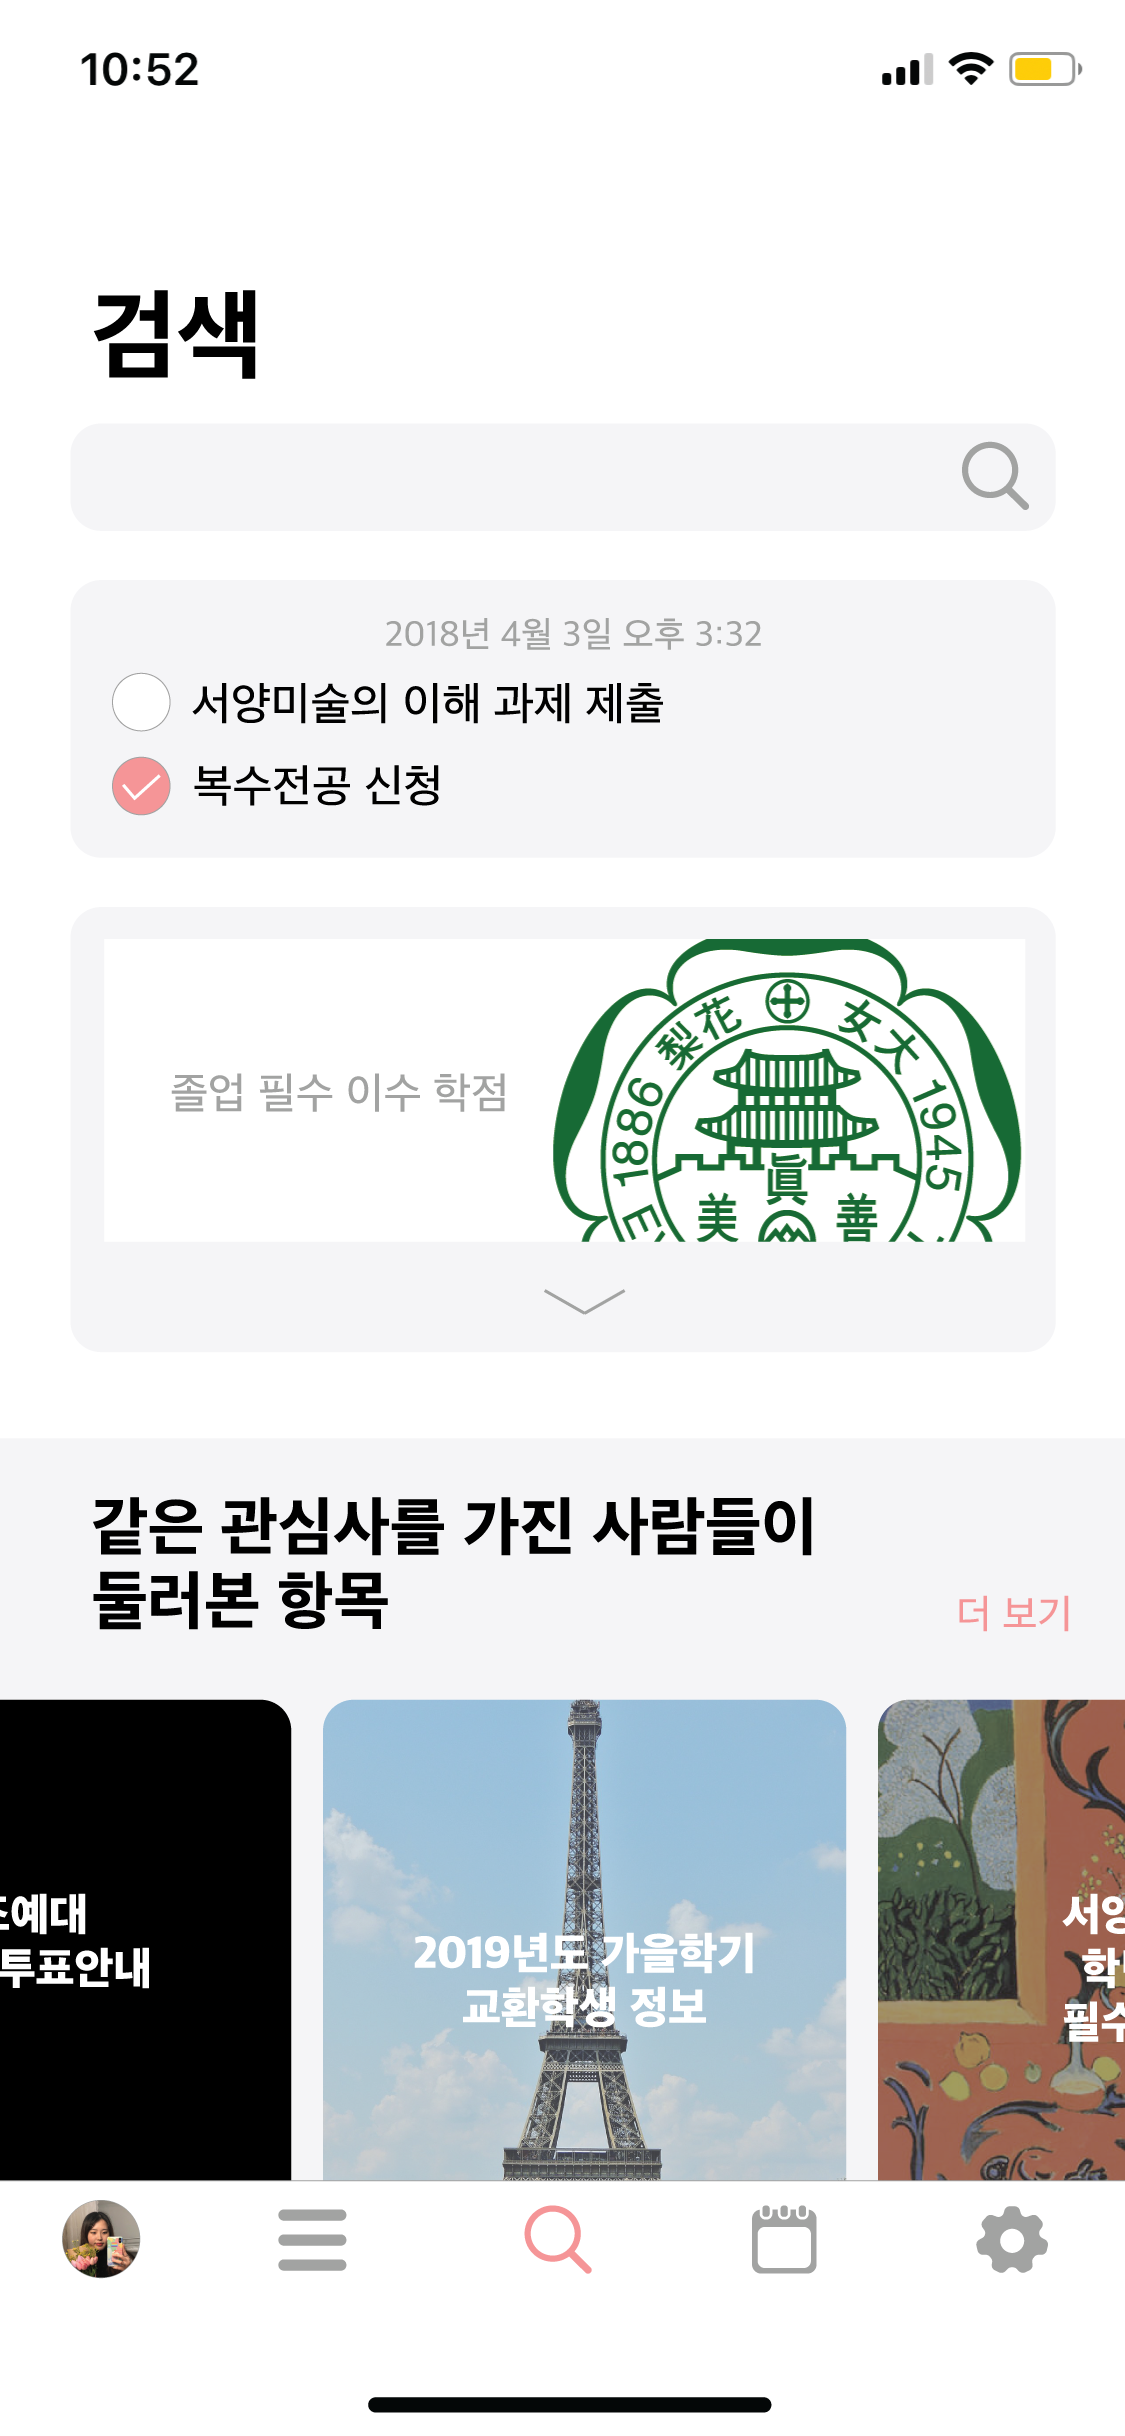 10:52
검색
2018년 4월 3일 오후 3:32
서양미술의 이해 과제 제출
복수전공 신청
졸업 필수 이수 학점
梨花 女大
1886 1945
眞
美 善
같은 관심사를 가진 사람들이
둘러본 항목
더 보기
조예대
투표안내
2019년도 가을학기
교환학생 정보
서양
학
필수